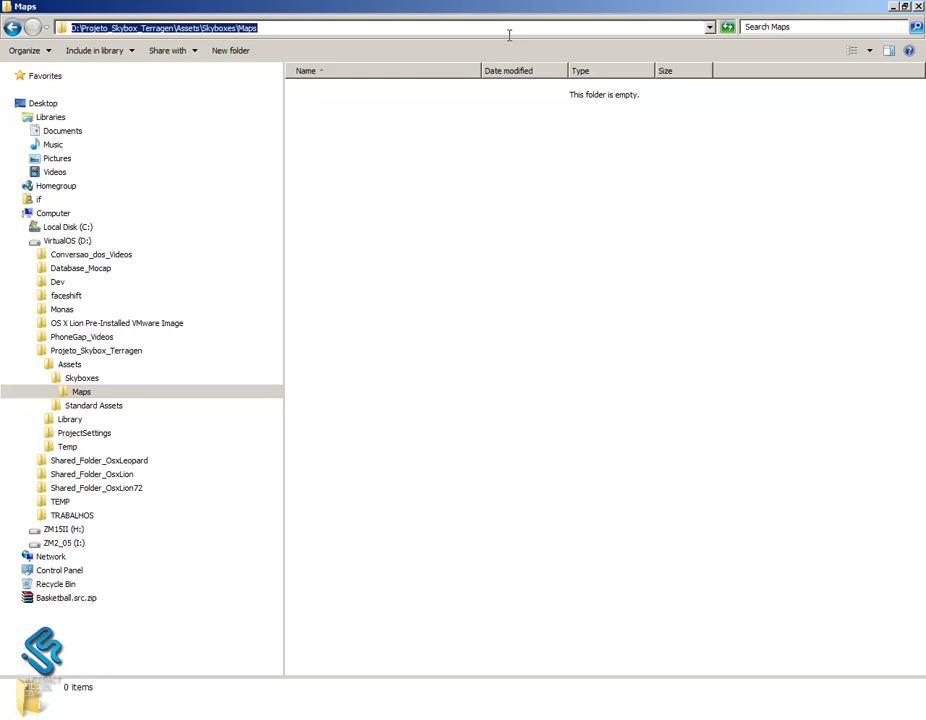 Maps
D:\Projeto_Skybox_Terragen\Assets\Skyboxes\Maps
Search Maps
Organize Include in library Share with New folder
Name Date modified Type Size
This folder is empty.
Favorites
Desktop
Libraries
Documents
Music
Pictures
Videos
Homegroup
if
Computer
Local Disk (C:)
VirtualOS (D:)
Conversao_dos_Videos
Database_Mocap
Dev
faceshift
Monas
OS X Lion Pre-Installed VMware Image
PhoneGap_Videos
Projeto_Skybox_Terragen
Assets
Skyboxes
Maps
Standard Assets
Library
ProjectSettings
Temp
Shared_Folder_OsxLeopard
Shared_Folder_OsxLion
Shared_Folder_OsxLion72
TEMP
TRABALHOS
ZM15II (H:)
ZM2_05 (I:)
Network
Control Panel
Recycle Bin
Basketball.src.zip
0 items